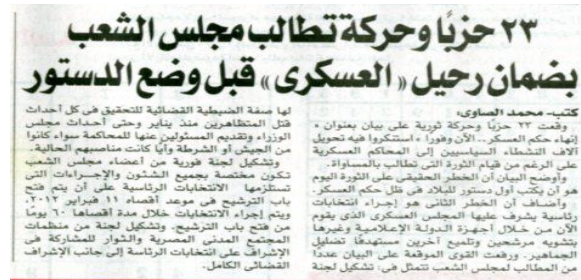 ٢٣ حزبًا وحركة تطالب مجلس الشعب
بضمان رحيل «العسكرى» قبل وضع الدستور
كتب- محمد الصاوى:
وقعت ٢٣ حزبًا وحركة ثورية على بيان بعنوان «
إنهاء حكم العسكر.. الآن وفورا» استنكروا فيه تحويل
آلاف النشطاء السياسيين إلى المحاكم العسكرية
على الرغم من قيام الثورة التى تطالب بالمساواة.
وأوضح البيان أن الخطر الحقيقى على الثورة اليوم
هو أن يكتب أول دستور للبلاد فى ظل حكم العسكر.
وأضاف أن الخطر الثانى هو إجراء انتخابات
رئاسية يشرف عليها المجلس العسكرى الذى يقوم
الآن من خلال أجهزة الدولة الإعلامية وغيرها
بتشويه مرشحين وتلميع آخرين مستهدفًا تضليل
الجماهير. ورفعت القوى الموقعة على البيان عددا
من المطالب لمجلس الشعب تتمثل فى: تشكيل لجنة
لها صفة الضبطية القضائية للتحقيق فى كل أحداث
قتل المتظاهرين منذ يناير وحتى أحداث مجلس
الوزراء وتقديم المسئولين عنها للمحاكمة سواء كانوا
من الجيش أو الشرطة وأيا كانت مناصبهم الحالية.
وتشكيل لجنة فورية من أعضاء مجلس الشعب
تكون مختصة بجميع الشئون والإجراءات التى
تستلزمها الانتخابات الرئاسية على أن يتم فتح
باب الترشيح فى موعد أقصاه ١١ فبراير ٢٠١٢،
ويتم إجراء الانتخابات خلال مدة أقصاها ٦٠ يومًا
من فتح باب الترشيح. وتشكيل لجنة من منظمات
المجتمع المدنى المصرية والثوار للمشاركة فى
الإشراف على انتخابات الرئاسة إلى جانب الإشراف
القضائى الكامل.